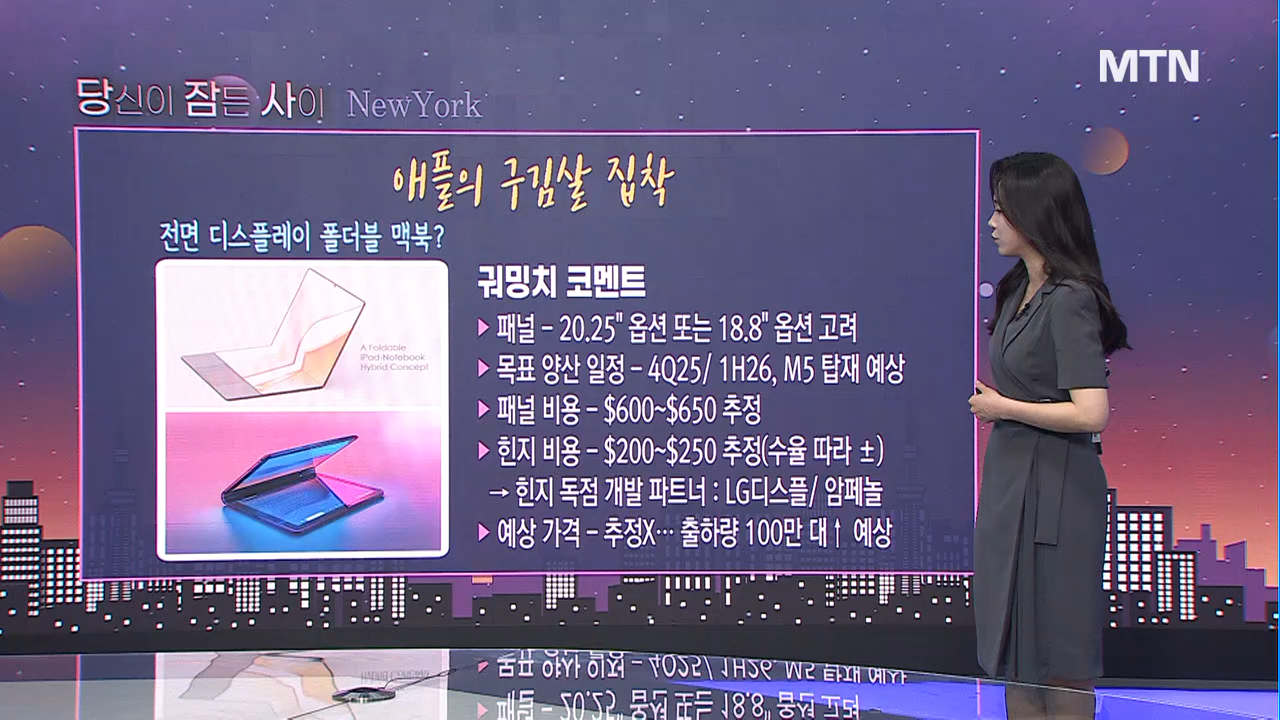 MTN
당신이 잠든 사이 NewYork
애플의 구김살 집착
전면 디스플레이 폴더블 맥북?
A Foldable
iPad-Notebook
Hybrid Concept
궈밍치 코멘트
▶ 패널 – 20.25" 옵션 또는 18.8" 옵션 고려
▶ 목표 양산 일정 – 4Q25/ 1H26, M5 탑재 예상
▶ 패널 비용 – $600~$650 추정
▶ 힌지 비용 – $200~$250 추정(수율 따라 ±)
→ 힌지 독점 개발 파트너 : LG디스플/ 암페놀
▶ 예상 가격 – 추정X… 출하량 100만 대↑ 예상